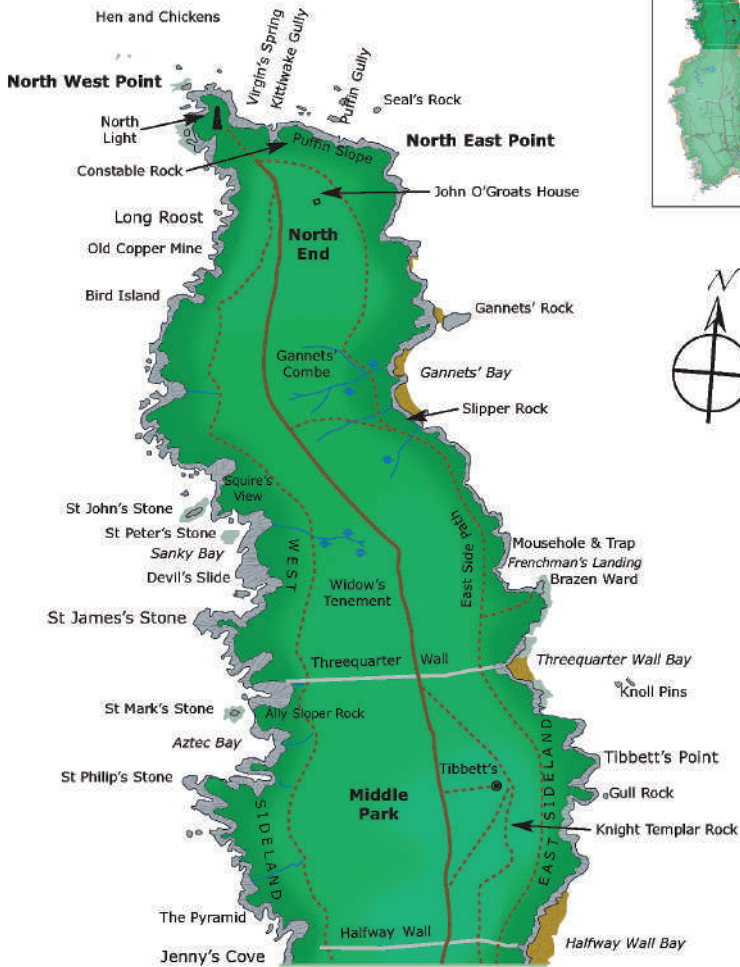 Hen and Chickens
Virgin's Spring
Kittiwake Gully
Puffin Gully
North West Point
Seal's Rock
North
Light
North East Point
Puffin Slope
Constable Rock
John O'Groats House
Long Roost
North
End
Old Copper Mine
Bird Island
Gannets' Rock
Gannets'
Combe
Gannets' Bay
Slipper Rock
Squire's
View
St John's Stone
St Peter's Stone
Sanky Bay
Devil's Slide
WEST
East Side Path
Mousehole & Trap
Frenchman's Landing
Brazen Ward
Widow's
Tenement
St James's Stone
Threequarter Wall
Threequarter Wall Bay
Knoll Pins
St Mark's Stone
Ally Sloper Rock
Aztec Bay
Tibbett's Point
St Philip's Stone
Tibbett's
Gull Rock
Middle
Park
SIDELAND
EAST SIDELAND
Knight Templar Rock
The Pyramid
Halfway Wall
Halfway Wall Bay
Jenny's Cove
N